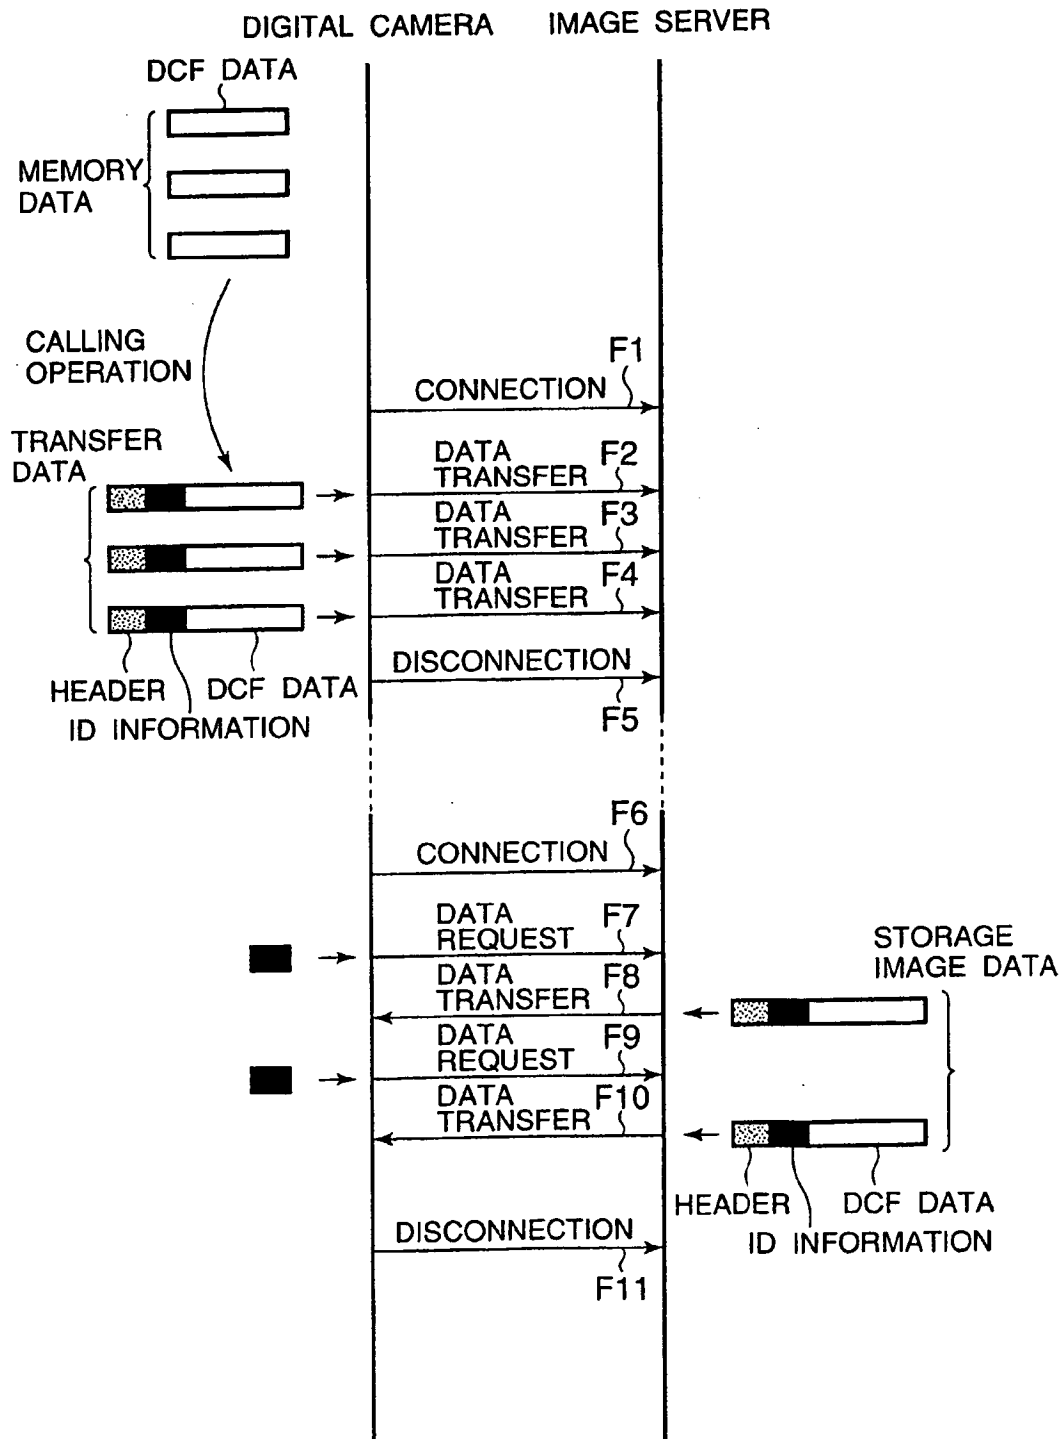 DIGITAL CAMERA IMAGE SERVER
DCF DATA
MEMORY
DATA
CALLING
OPERATION
F1
CONNECTION
TRANSFER
DATA
DATA
TRANSFER
F2
DATA
TRANSFER
F3
DATA
TRANSFER
F4
DISCONNECTION
F5
HEADER
DCF DATA
ID INFORMATION
F6
CONNECTION
DATA
REQUEST
F7
STORAGE
IMAGE DATA
DATA
TRANSFER
F8
DATA
REQUEST
F9
DATA
TRANSFER
F10
HEADER
DCF DATA
ID INFORMATION
DISCONNECTION
F11